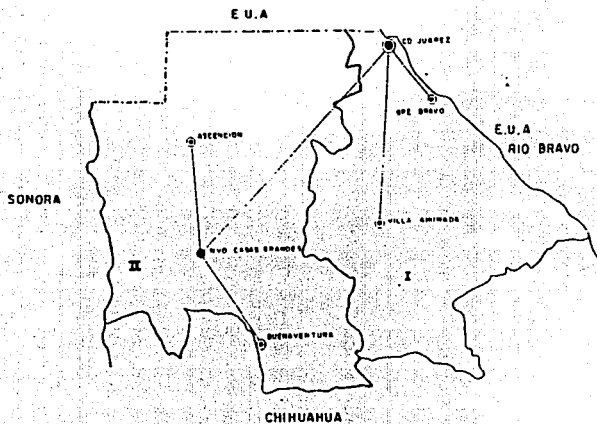 E.U.A
CD JUAREZ
GPE BRAVO
ASCENCION
E.U.A
RIO BRAVO
SONORA
VILLA AHUMADA
NVO CASAS GRANDES
II
I
BUENAVENTURA
CHIHUAHUA